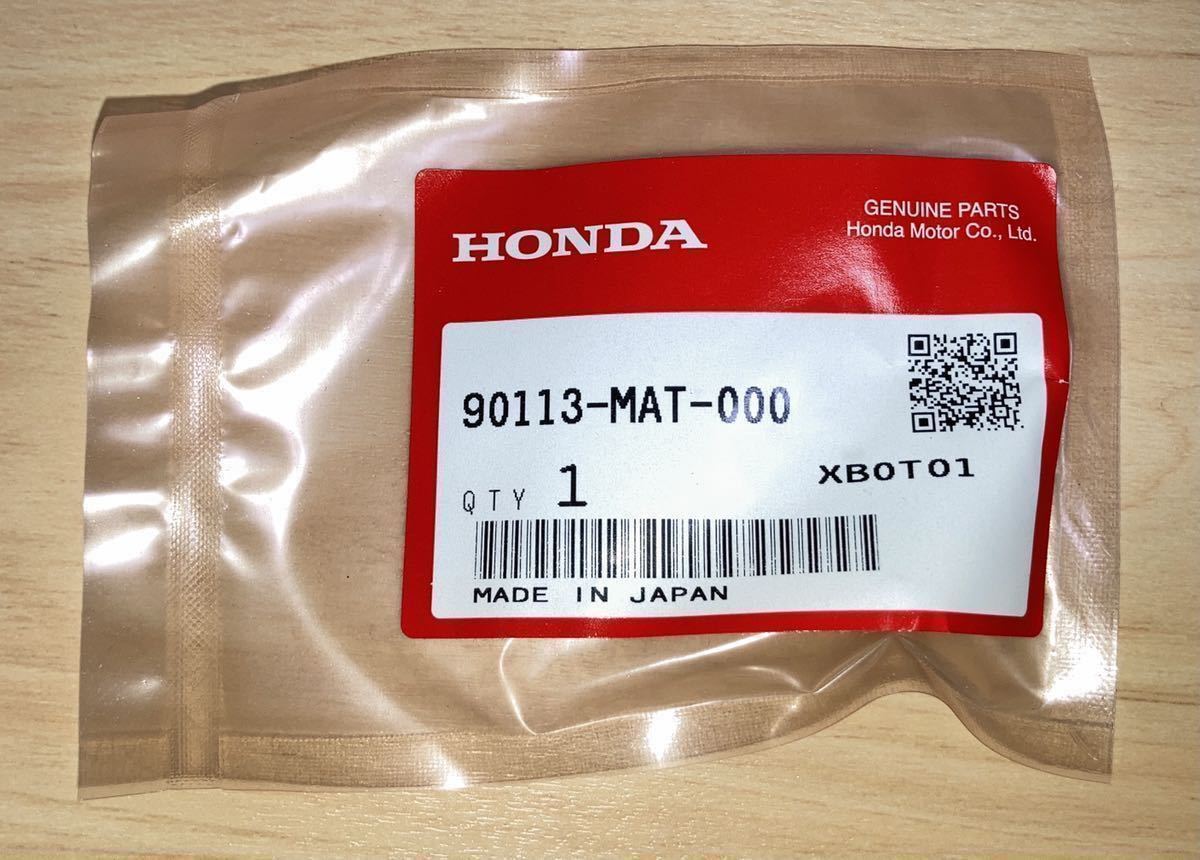 HONDA
GENUINE PARTS
Honda Motor Co., Ltd.
90113-MAT-000
QTY 1
XB0T01
MADE IN JAPAN